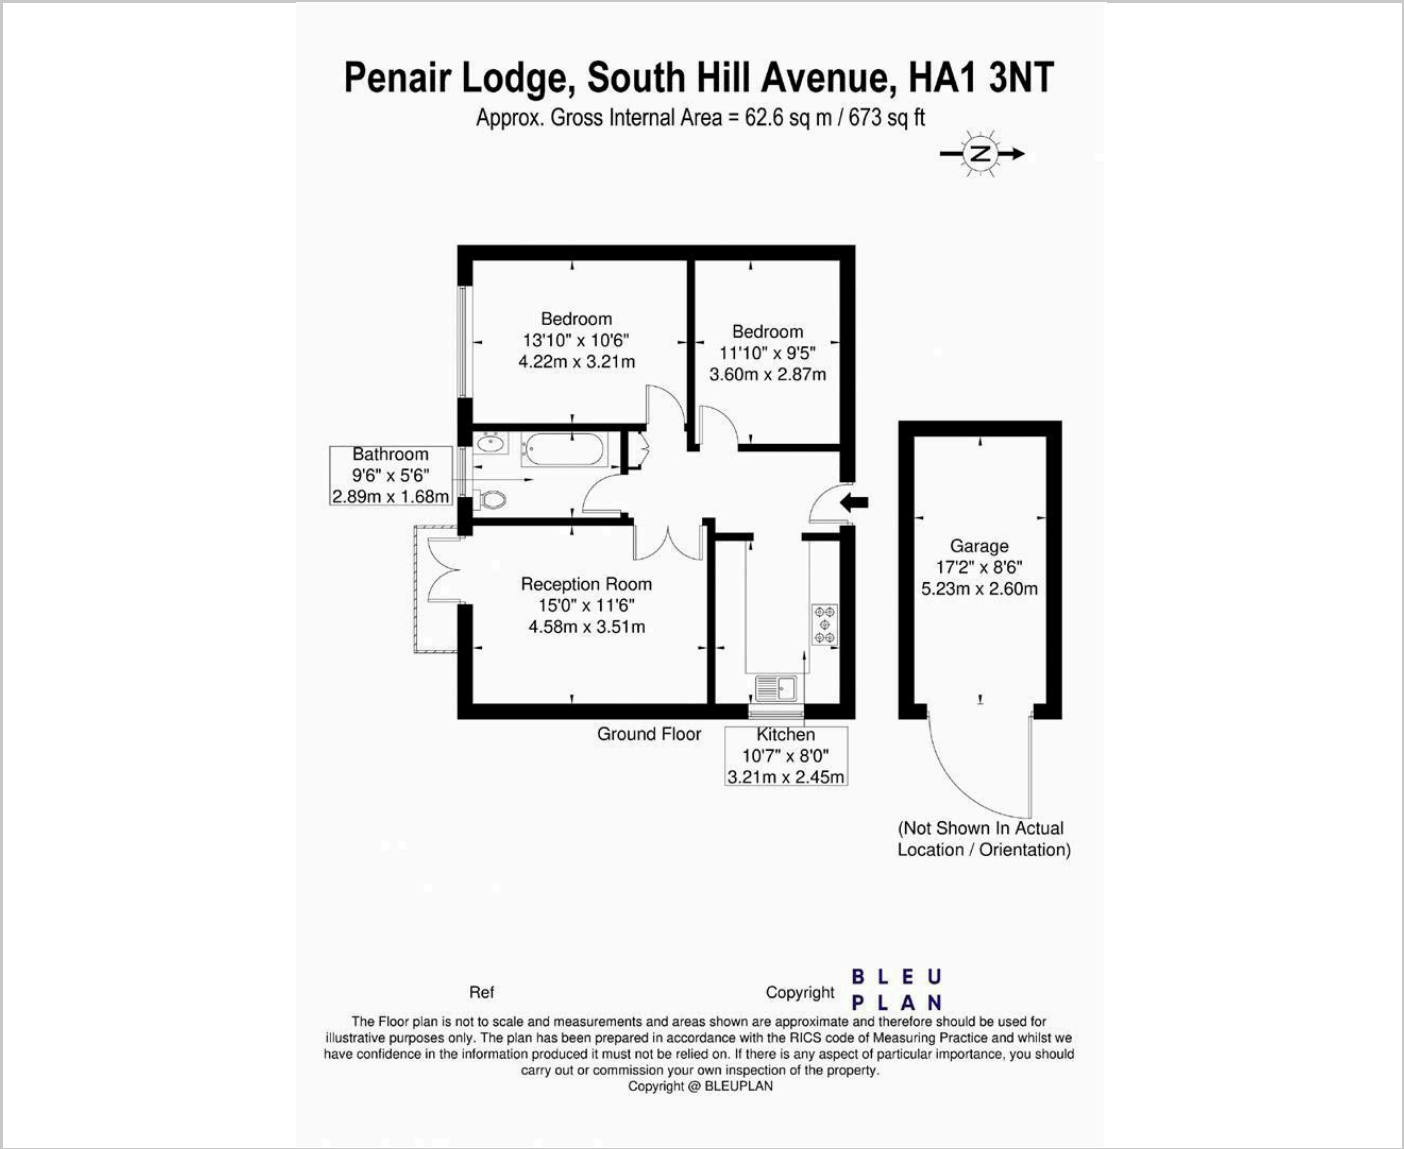 Penair Lodge, South Hill Avenue, HA1 3NT
Approx. Gross Internal Area = 62.6 sq m / 673 sq ft
N
Bedroom
13'10" x 10'6"
4.22m x 3.21m
Bedroom
11'10" x 9'5"
3.60m x 2.87m
Bathroom
9'6" x 5'6"
2.89m x 1.68m
Reception Room
15'0" x 11'6"
4.58m x 3.51m
Garage
17'2" x 8'6"
5.23m x 2.60m
Ground Floor
Kitchen
10'7" x 8'0"
3.21m x 2.45m
(Not Shown In Actual
Location / Orientation)
Ref
Copyright
BLEU
PLAN
The Floor plan is not to scale and measurements and areas shown are approximate and therefore should be used for
illustrative purposes only. The plan has been prepared in accordance with the RICS code of Measuring Practice and whilst we
have confidence in the information produced it must not be relied on. If there is any aspect of particular importance, you should
carry out or commission your own inspection of the property.
Copyright @ BLEUPLAN